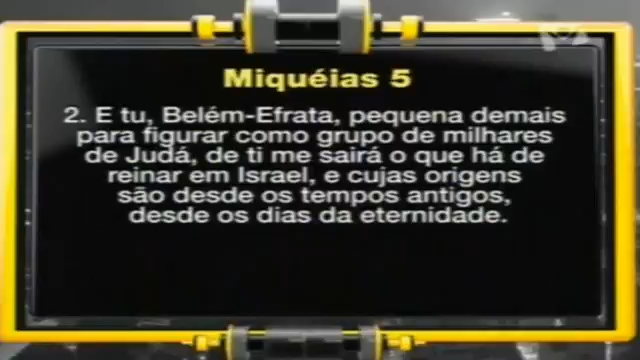 Miquéias 5
2. E tu, Belém-Efrata, pequena demais
para figurar como grupo de milhares
de Judá, de ti me sairá o que há de
reinar em Israel, e cujas origens
são desde os tempos antigos,
desde os dias da eternidade.